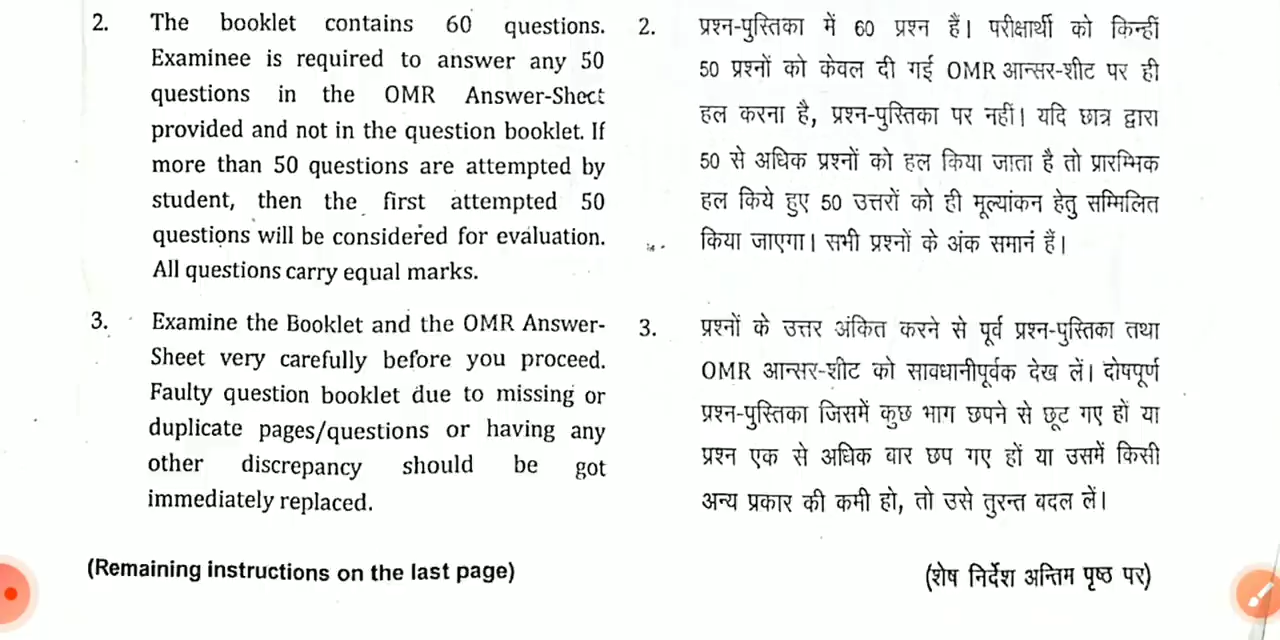 2. The booklet contains 60 questions.
Examinee is required to answer any 50
questions in the OMR Answer-Sheet
provided and not in the question booklet. If
more than 50 questions are attempted by
student, then the first attempted 50
questions will be considered for evaluation.
All questions carry equal marks.
3. Examine the Booklet and the OMR Answer-
Sheet very carefully before you proceed.
Faulty question booklet due to missing or
duplicate pages/questions or having any
other discrepancy should be got
immediately replaced.
(Remaining instructions on the last page)
2. प्रश्न-पुस्तिका में 60 प्रश्न हैं। परीक्षार्थी को किन्हीं
50 प्रश्नों को केवल दी गई OMR आन्सर-शीट पर ही
हल करना है, प्रश्न-पुस्तिका पर नहीं। यदि छात्र द्वारा
50 से अधिक प्रश्नों को हल किया जाता है तो प्रारम्भिक
हल किये हुए 50 उत्तरों को ही मूल्यांकन हेतु सम्मिलित
किया जाएगा। सभी प्रश्नों के अंक समान हैं।
3. प्रश्नों के उत्तर अंकित करने से पूर्व प्रश्न-पुस्तिका तथा
OMR आन्सर-शीट को सावधानीपूर्वक देख लें। दोषपूर्ण
प्रश्न-पुस्तिका जिसमें कुछ भाग छपने से छूट गए हों या
प्रश्न एक से अधिक बार छप गए हों या उसमें किसी
अन्य प्रकार की कमी हो, तो उसे तुरन्त बदल लें।
(शेष निर्देश अन्तिम पृष्ठ पर)